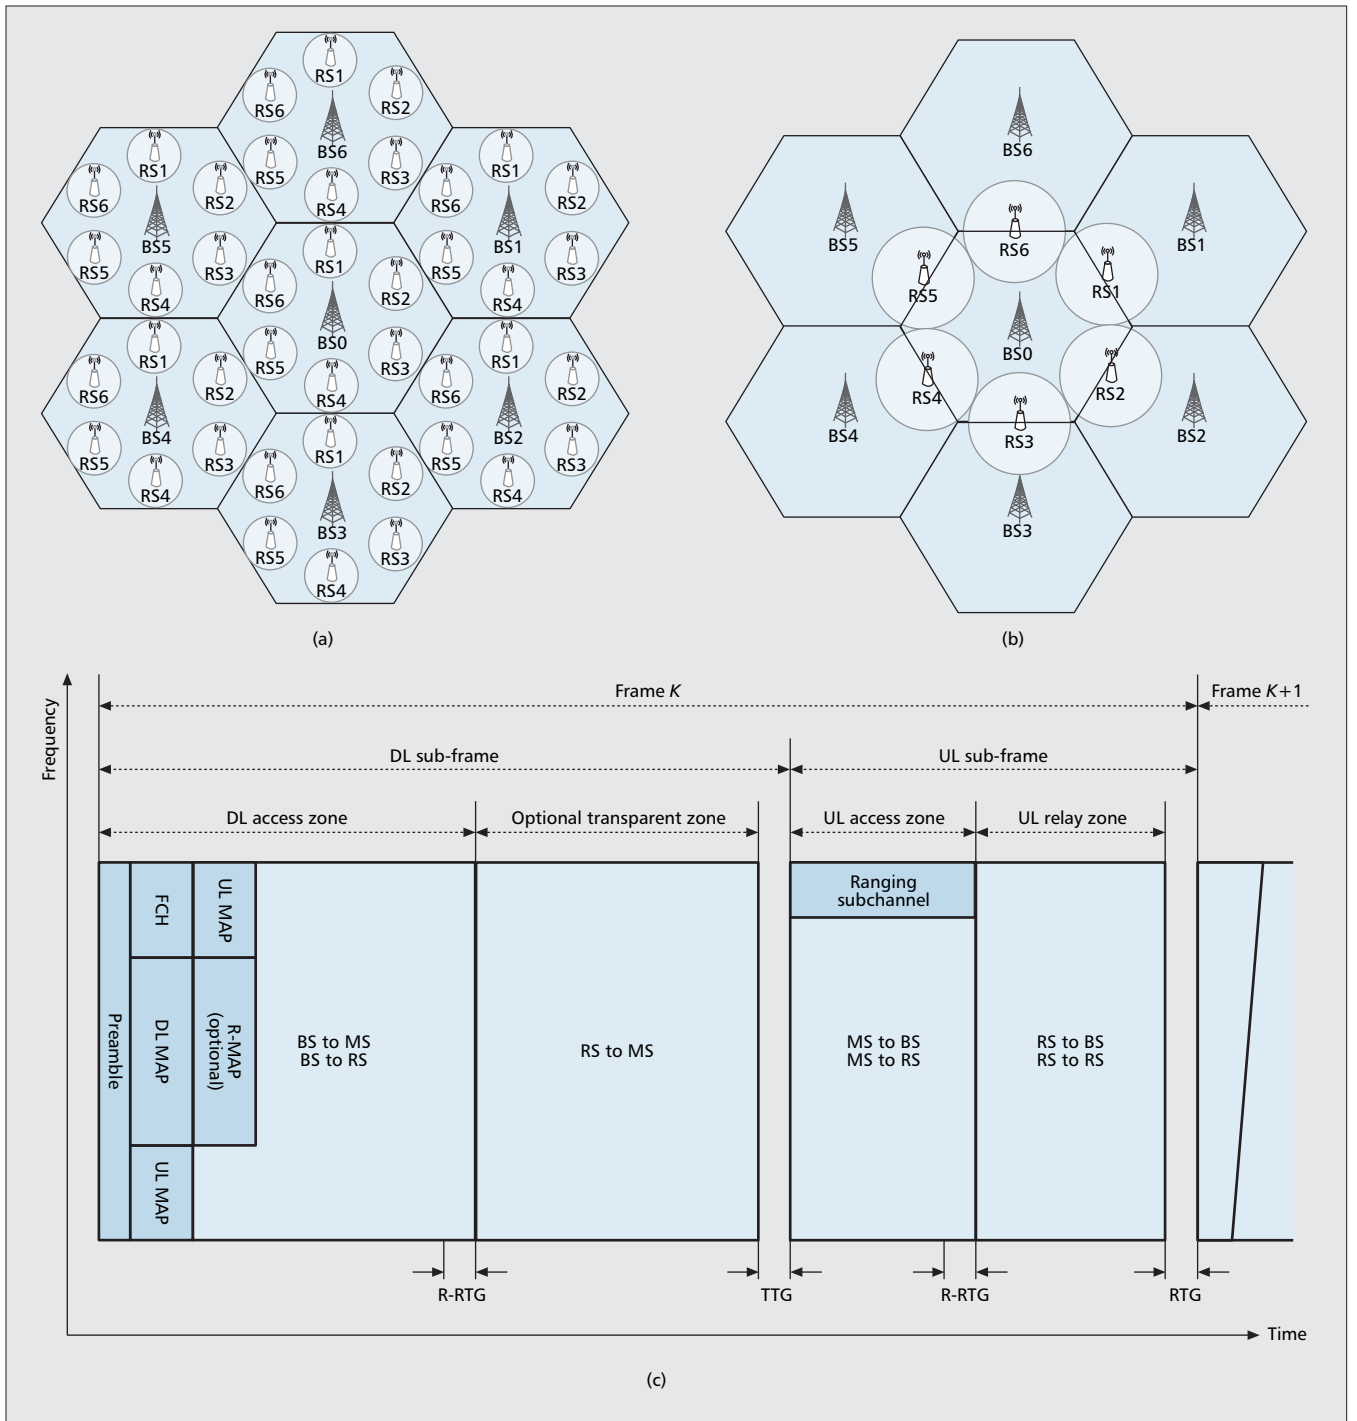 RS1
RS6
RS2
BS6
RS5
RS3
RS4
RS1
RS6
RS2
BS5
RS5
RS3
RS4
RS1
RS6
RS2
BS1
RS5
RS3
RS4
RS1
RS6
RS2
BS0
RS5
RS3
RS4
RS1
RS6
RS2
BS4
RS5
RS3
RS4
RS1
RS6
RS2
BS2
RS5
RS3
RS4
RS1
RS6
RS2
BS3
RS5
RS3
RS4
(a)
BS6
BS5
RS6
BS1
RS5
RS1
BS0
RS4
RS2
BS4
RS3
BS2
BS3
(b)
Frequency
Frame K
Frame K+1
DL sub-frame
UL sub-frame
DL access zone
Optional transparent zone
UL access zone
UL relay zone
Preamble
FCH
DL MAP
UL MAP
UL MAP
R-MAP
(optional)
BS to MS
BS to RS
RS to MS
Ranging
subchannel
MS to BS
MS to RS
RS to BS
RS to RS
R-RTG
TTG
R-RTG
RTG
Time
(c)